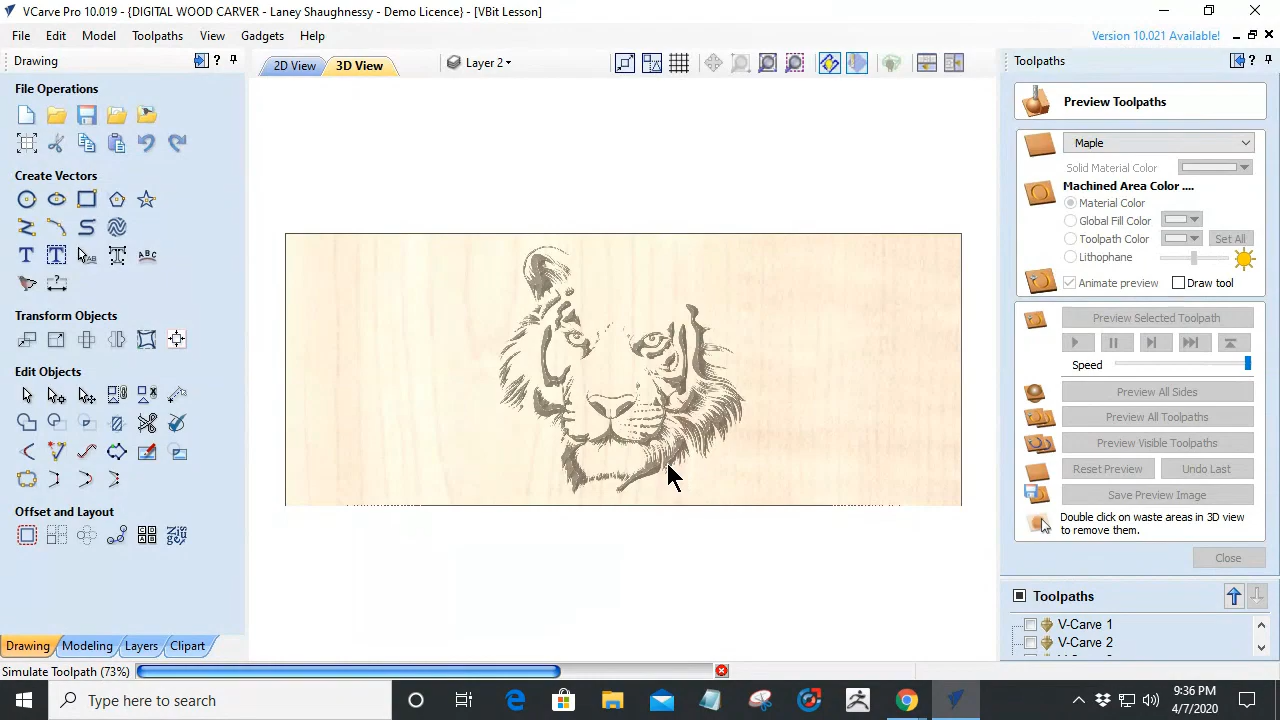 VCarve Pro 10.019 - {DIGITAL WOOD CARVER - Laney Shaughnessy - Demo Licence} - [VBit Lesson]
File Edit Model Toolpaths View Gadgets Help
Version 10.021 Available!
Drawing
File Operations
Create Vectors
Transform Objects
Edit Objects
Offset and Layout
Drawing Modeling Layers Clipart
2D View 3D View Layer 2
Toolpaths
Preview Toolpaths
Maple
Solid Material Color
Machined Area Color ....
Material Color
Global Fill Color
Toolpath Color Set All
Lithophane
Animate preview Draw tool
Preview Selected Toolpath
Speed
Preview All Sides
Preview All Toolpaths
Preview Visible Toolpaths
Reset Preview Undo Last
Save Preview Image
Double click on waste areas in 3D view
to remove them.
Close
Toolpaths
V-Carve 1
V-Carve 2
Simulate Toolpath (73%)
Type here to search
9:36 PM
4/7/2020